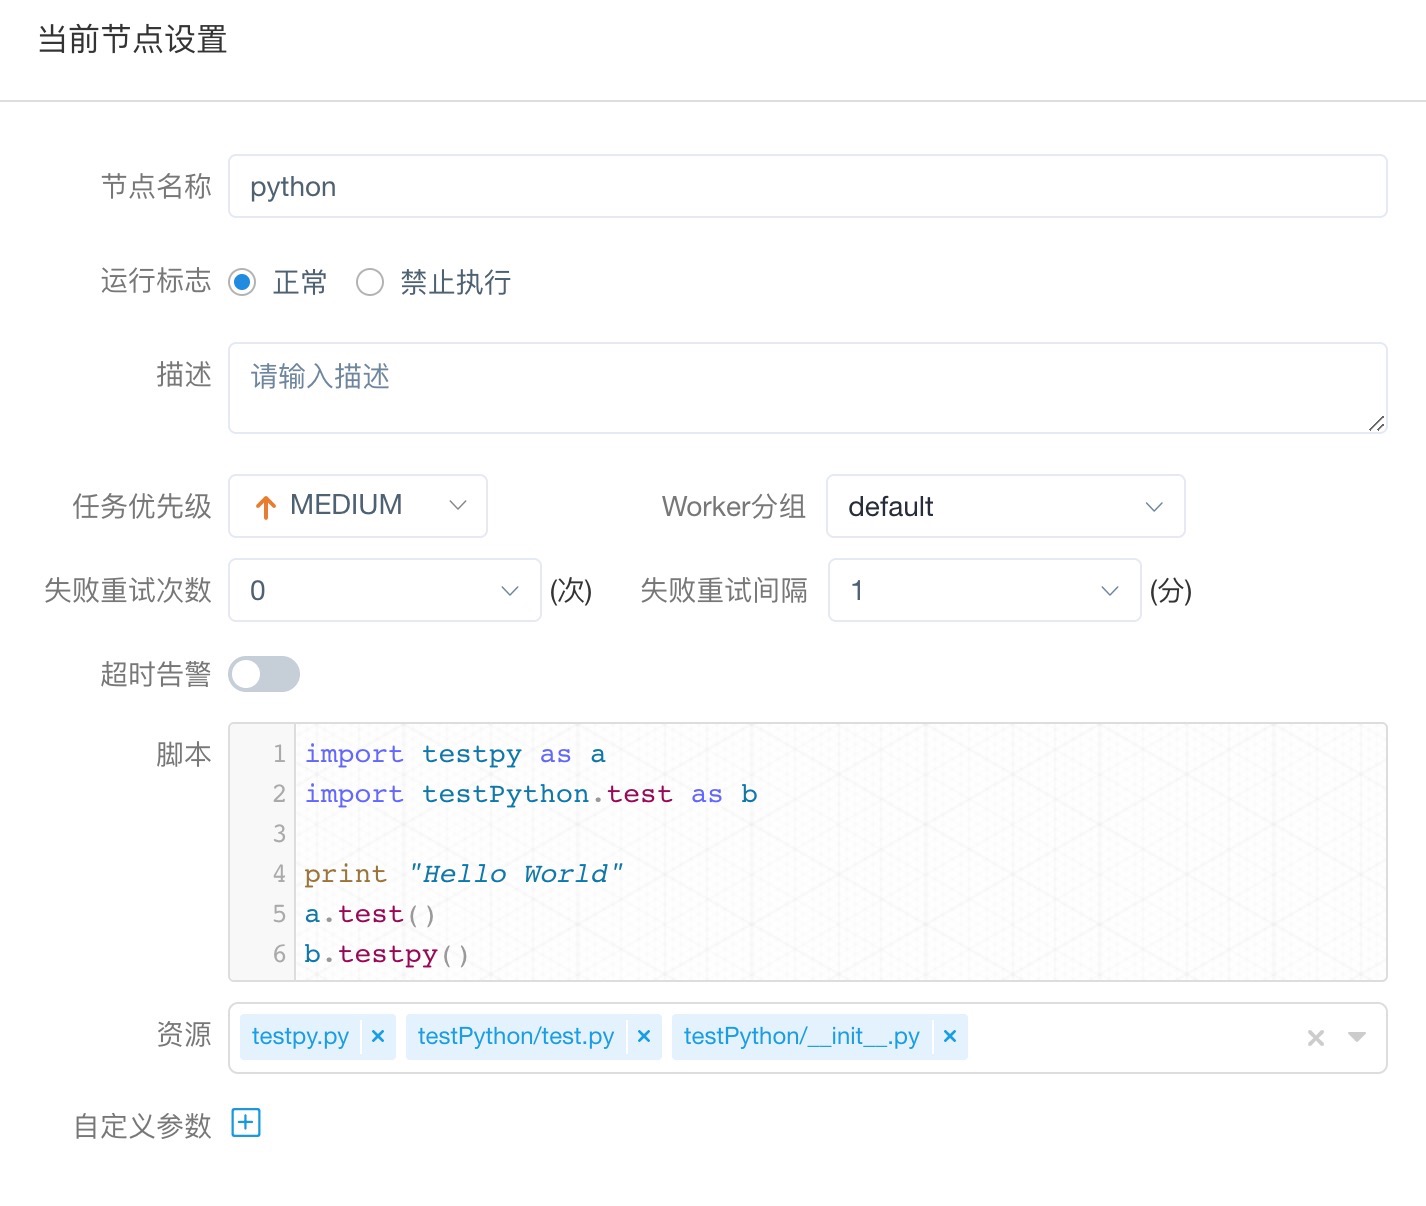 当前节点设置
节点名称 python
运行标志 正常 禁止执行
描述 请输入描述
任务优先级 MEDIUM Worker分组 default
失败重试次数 0 (次) 失败重试间隔 1 (分)
超时告警
脚本 1 import testpy as a
2 import testPython.test as b
3
4 print "Hello World"
5 a.test()
6 b.testpy()
资源 testpy.py × testPython/test.py × testPython/__init__.py ×
自定义参数